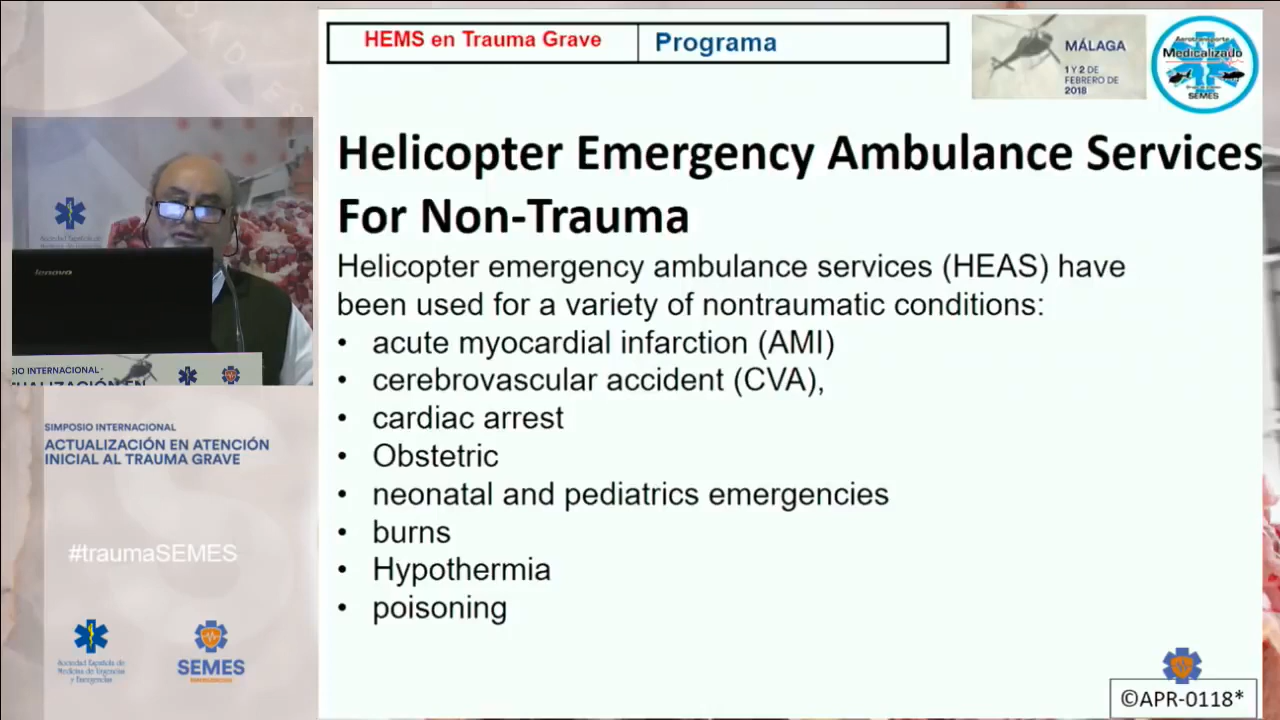 HEMS en Trauma Grave
Programa
MÁLAGA
1 Y 2 DE
FEBRERO DE
2018
Aerotransporte
Medicalizado
SEMES
Helicopter Emergency Ambulance Services
For Non-Trauma
Helicopter emergency ambulance services (HEAS) have
been used for a variety of nontraumatic conditions:
• acute myocardial infarction (AMI)
• cerebrovascular accident (CVA),
• cardiac arrest
• Obstetric
• neonatal and pediatrics emergencies
• burns
• Hypothermia
• poisoning
©APR-0118*
lenovo
SIO INTERNACIONAL
SIMPOSIO INTERNACIONAL
ACTUALIZACIÓN EN ATENCIÓN
INICIAL AL TRAUMA GRAVE
#traumaSEMES
Sociedad Española de
Medicina de Urgencias
y Emergencias
SEMES